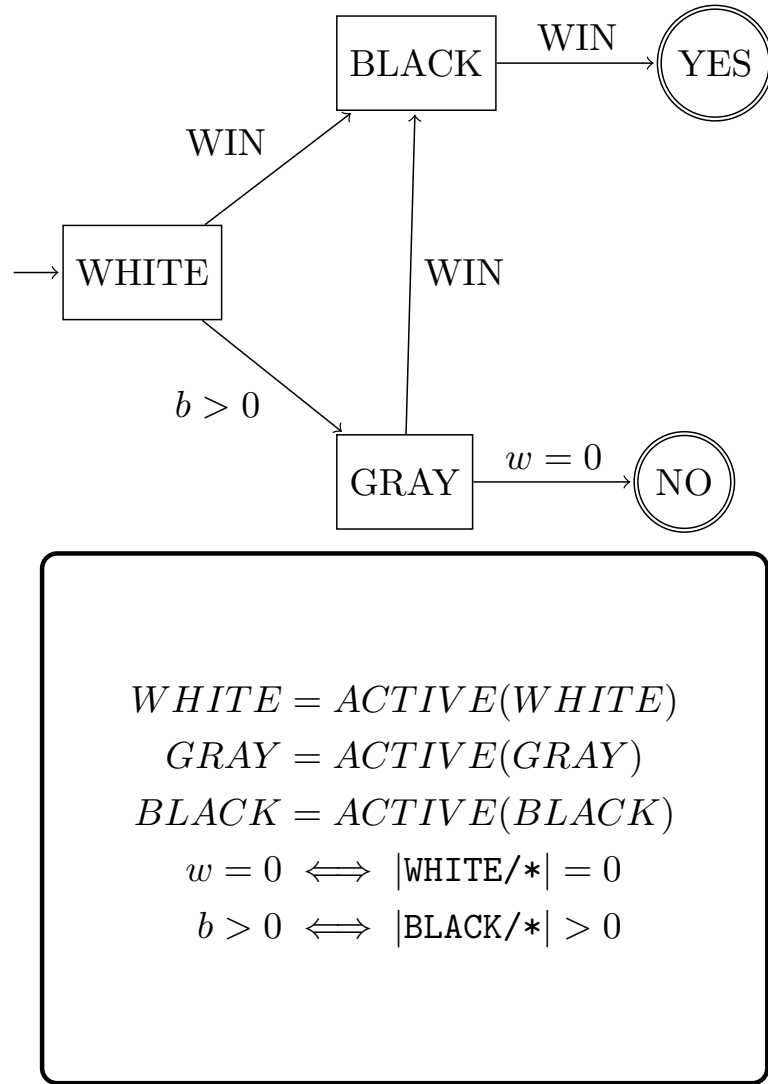 BLACK
WIN
YES
WIN
WHITE
WIN
b > 0
GRAY
w = 0
NO
WHITE = ACTIVE(WHITE)
GRAY = ACTIVE(GRAY)
BLACK = ACTIVE(BLACK)
w = 0 ⟺ |WHITE/*| = 0
b > 0 ⟺ |BLACK/*| > 0